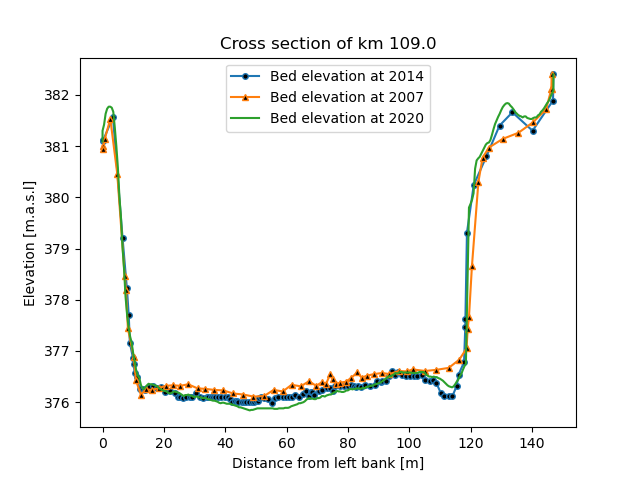 Cross section of km 109.0
Bed elevation at 2014
Bed elevation at 2007
Bed elevation at 2020
Elevation [m.a.s.l]
382
381
380
379
378
377
376
0 20 40 60 80 100 120 140
Distance from left bank [m]